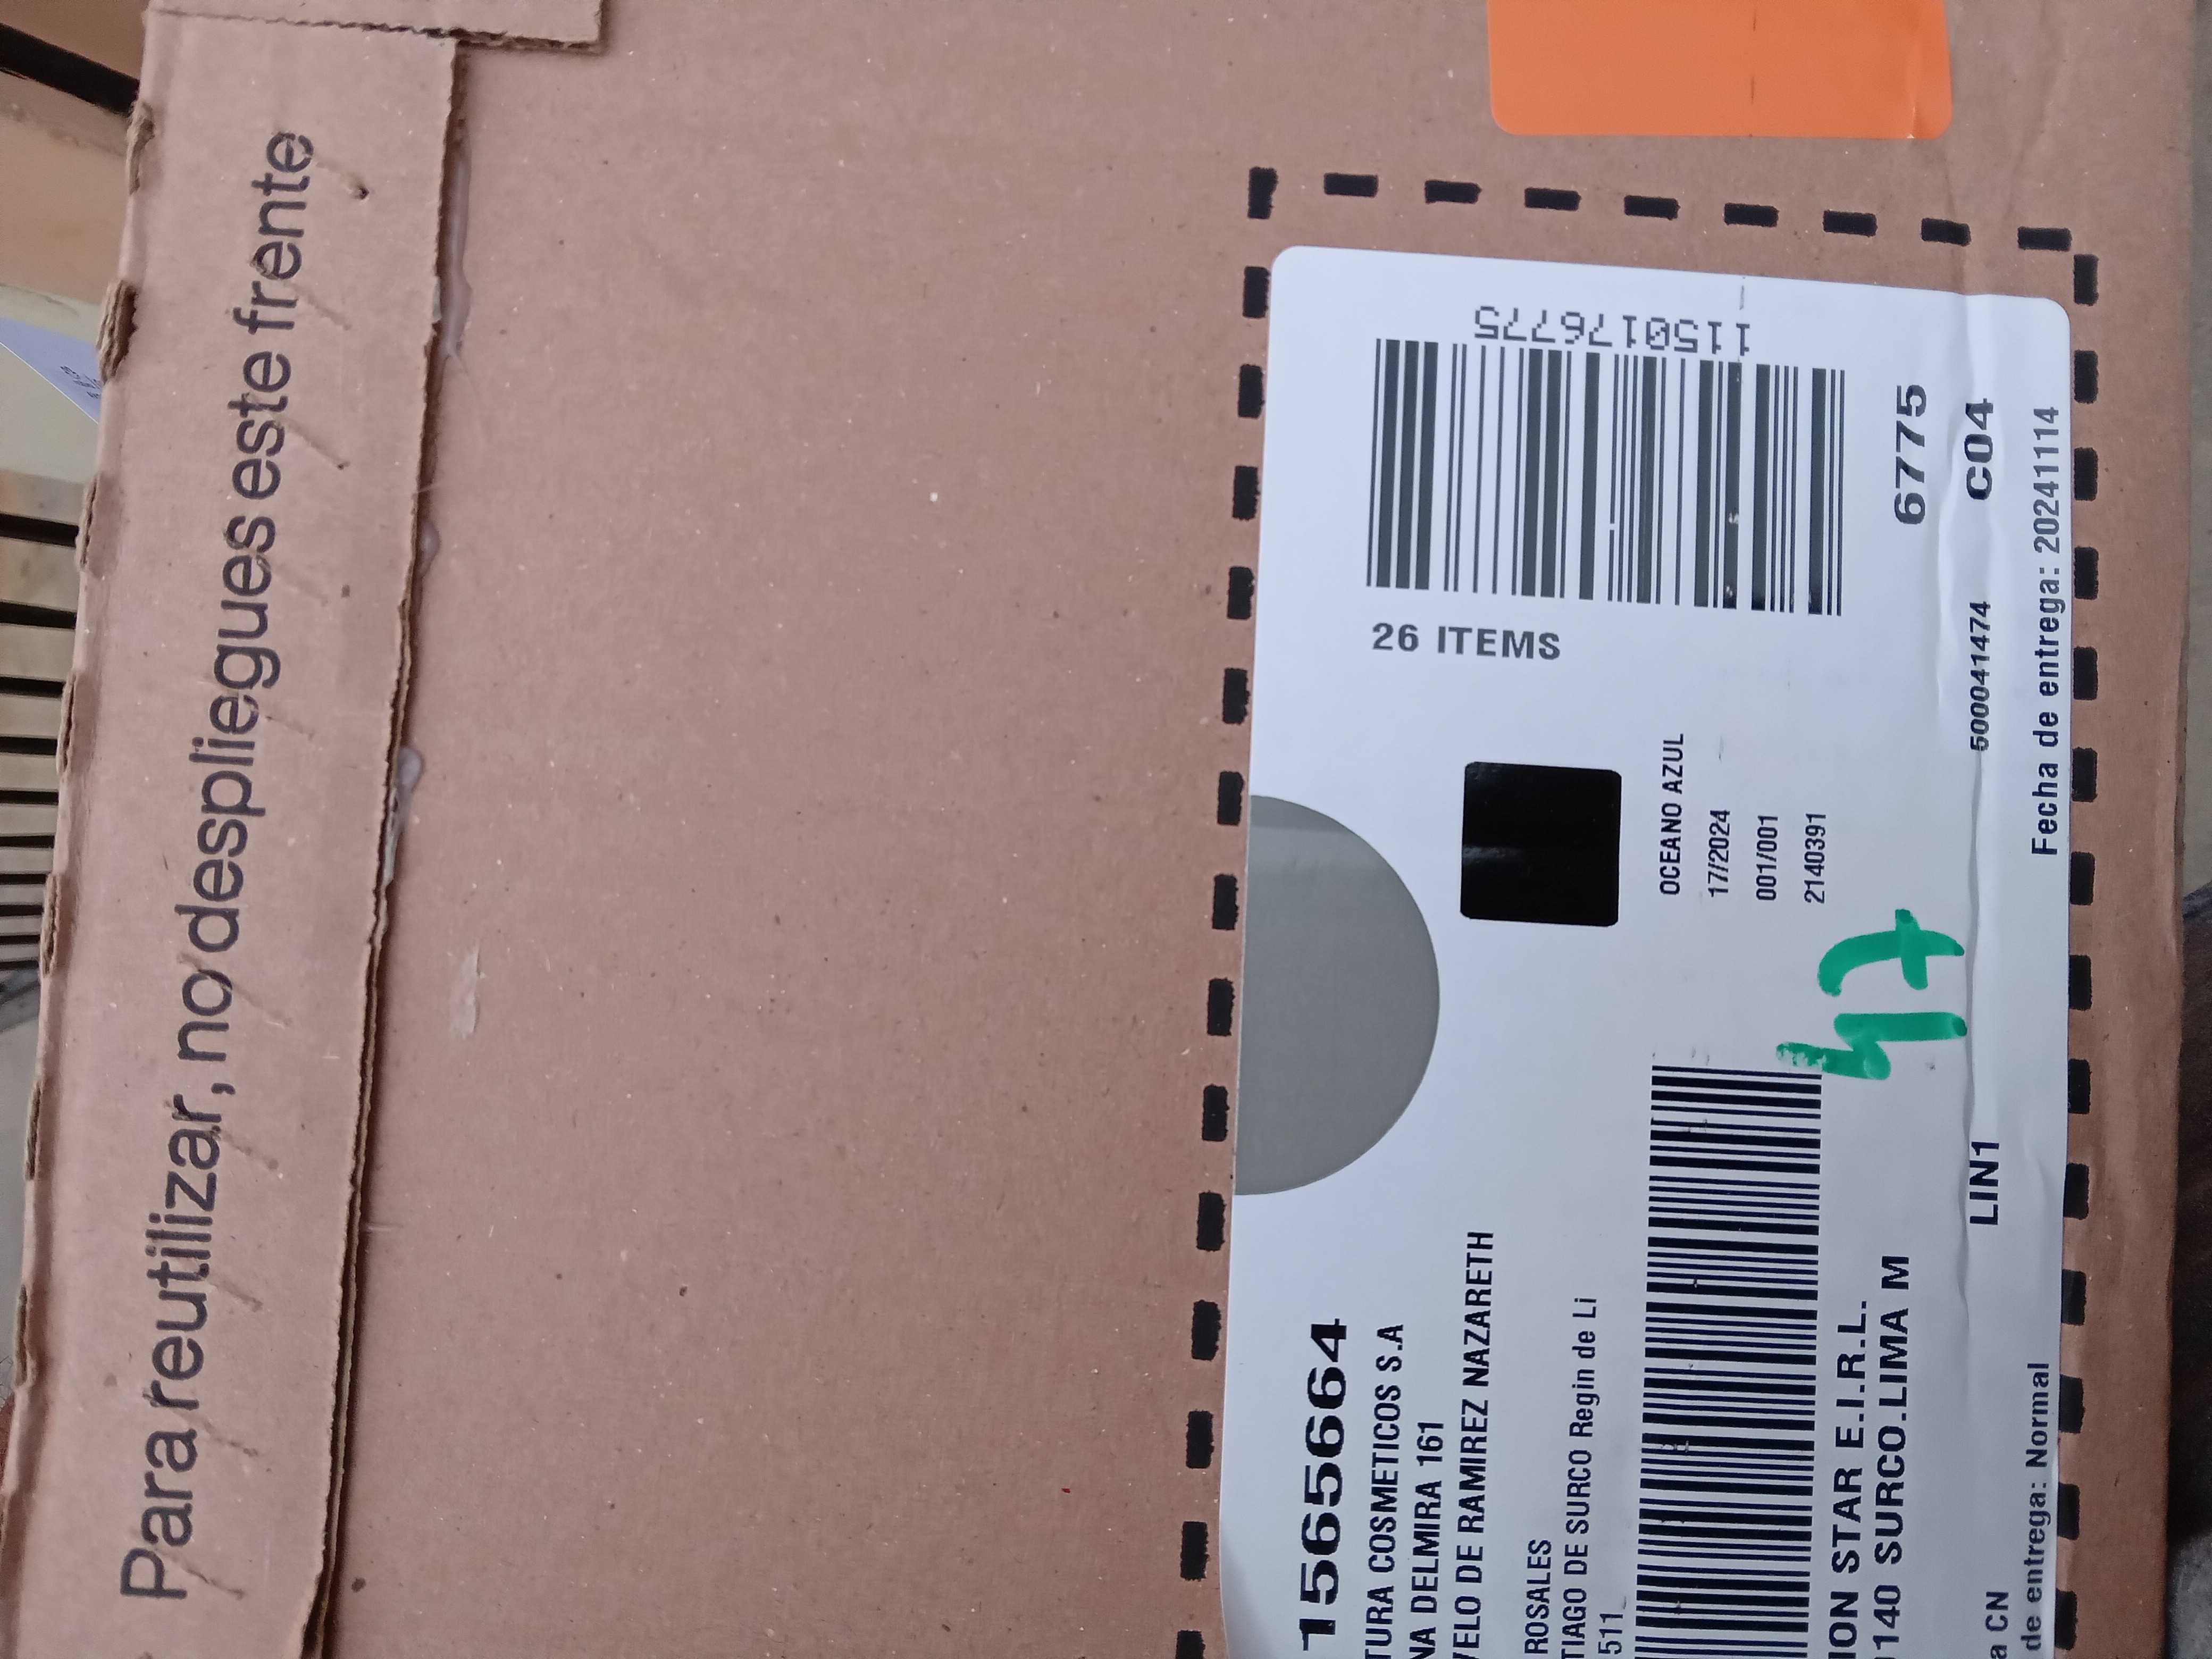 Para reutilizar, no despliegues este frente
1565664
TURA COSMETICOS S.A
NA DELMIRA 161
VELO DE RAMIREZ NAZARETH
ROSALES
TIAGO DE SURCO Regin de Li
511
ION STAR E.I.R.L.
140 SURCO.LIMA M
LIN1
a CN
de entrega: Normal
47
OCEANO AZUL
17/2024
001/001
2140391
26 ITEMS
1150176775
6775
500041474 C04
Fecha de entrega: 20241114